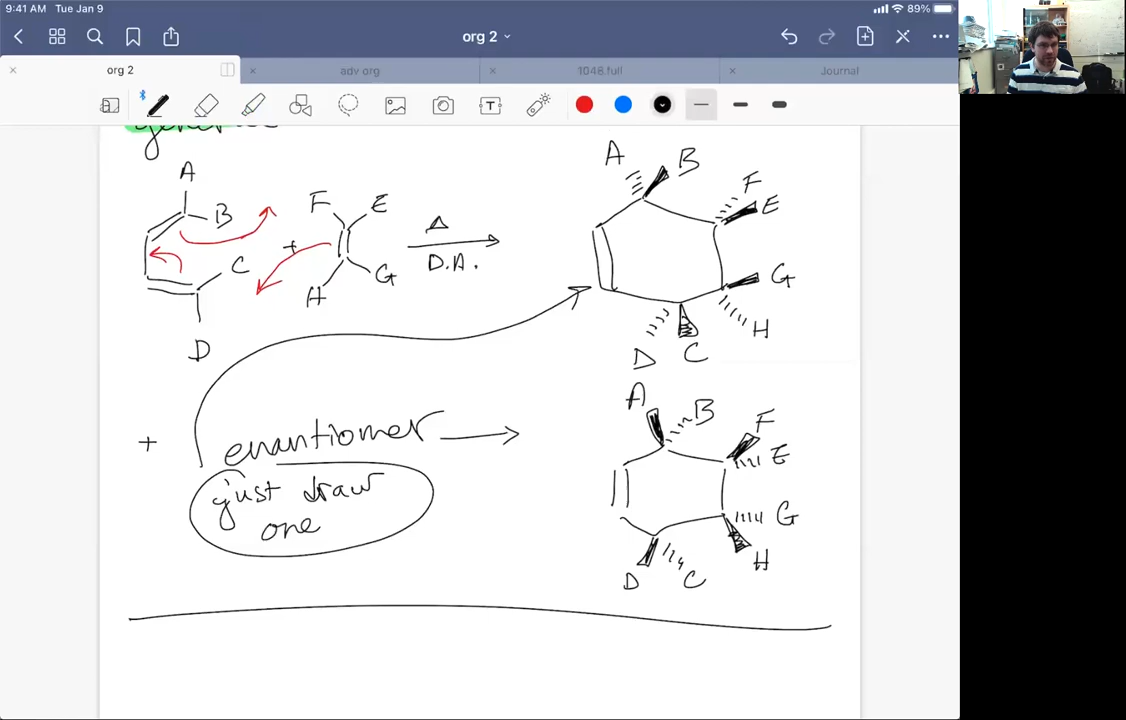 9:41 AM Tue Jan 9
89%
org 2
org 2
adv org
1048.full
Journal
T
A
B
C
D
+
F
E
G
H
Δ
D.A.
A
B
F
E
G
H
D
C
+ enantiomer
just draw
one
A
B
F
E
G
H
D
C